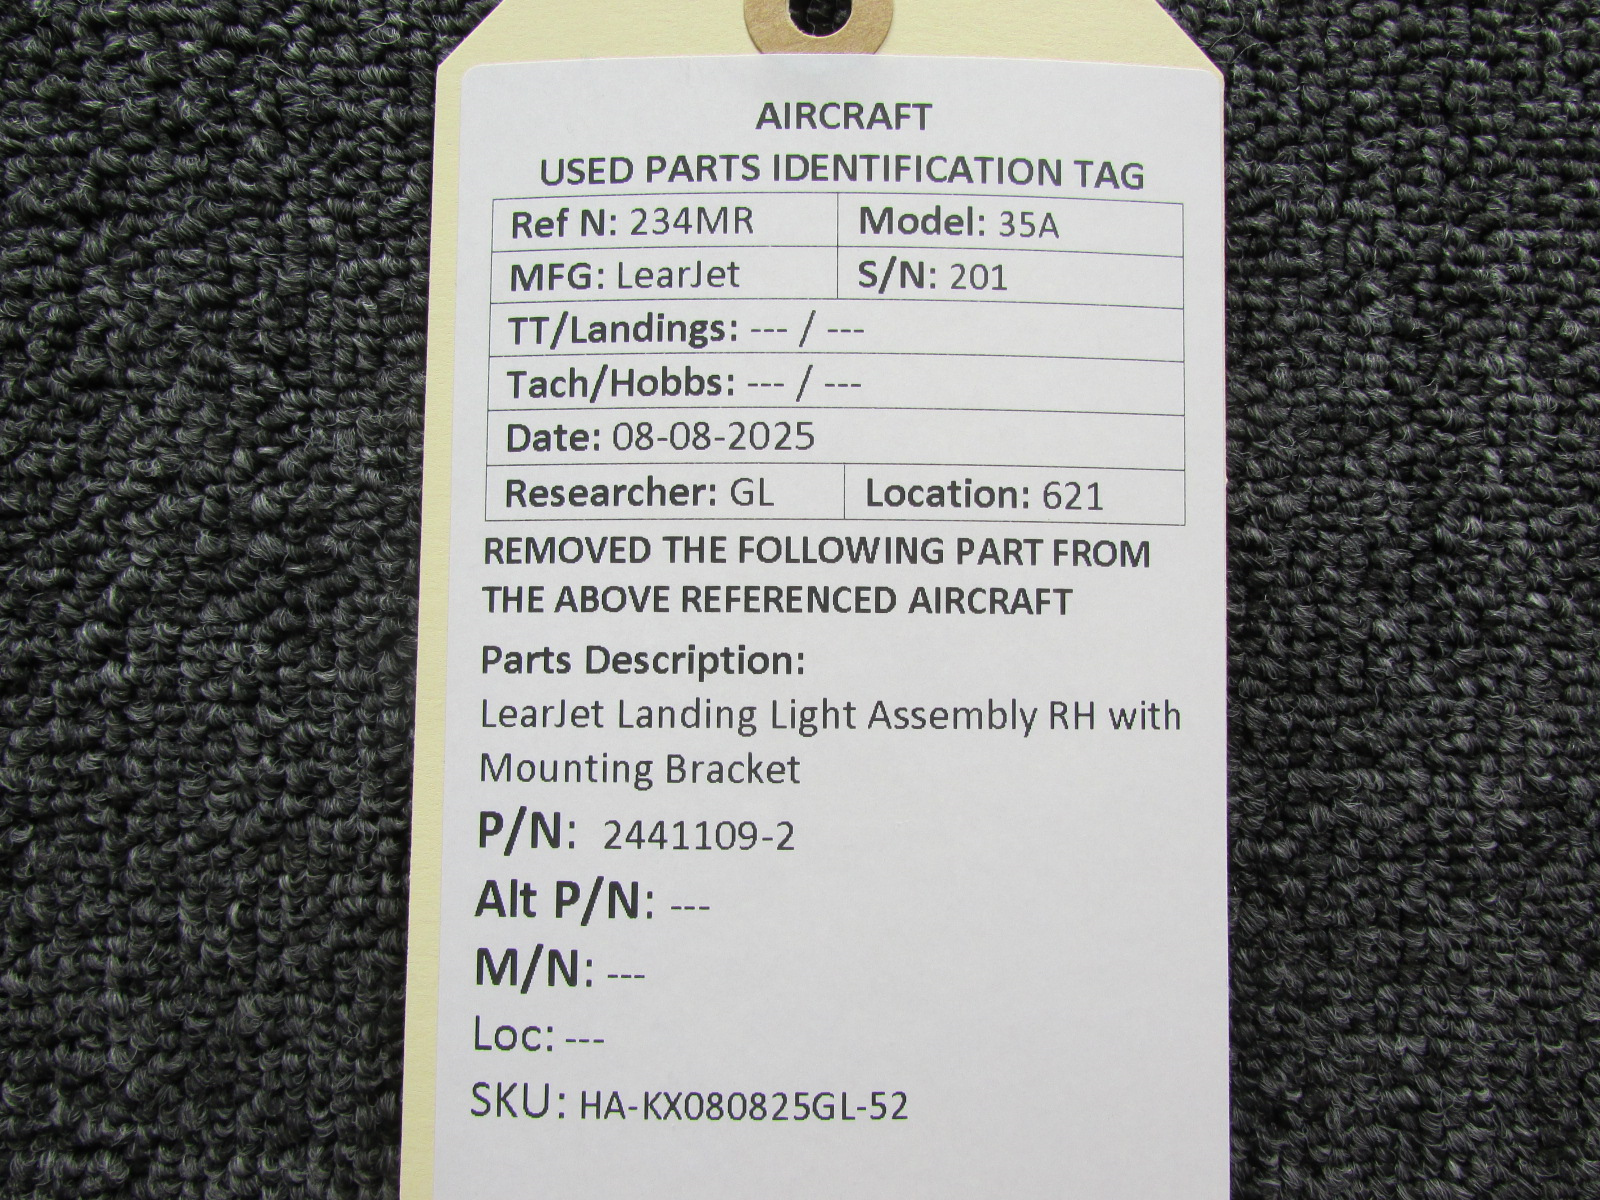 AIRCRAFT
USED PARTS IDENTIFICATION TAG
Ref N: 234MR Model: 35A
MFG: LearJet S/N: 201
TT/Landings: --- / ---
Tach/Hobbs: --- / ---
Date: 08-08-2025
Researcher: GL Location: 621
REMOVED THE FOLLOWING PART FROM
THE ABOVE REFERENCED AIRCRAFT
Parts Description:
LearJet Landing Light Assembly RH with
Mounting Bracket
P/N: 2441109-2
Alt P/N: ---
M/N: ---
Loc: ---
SKU: HA-KX080825GL-52